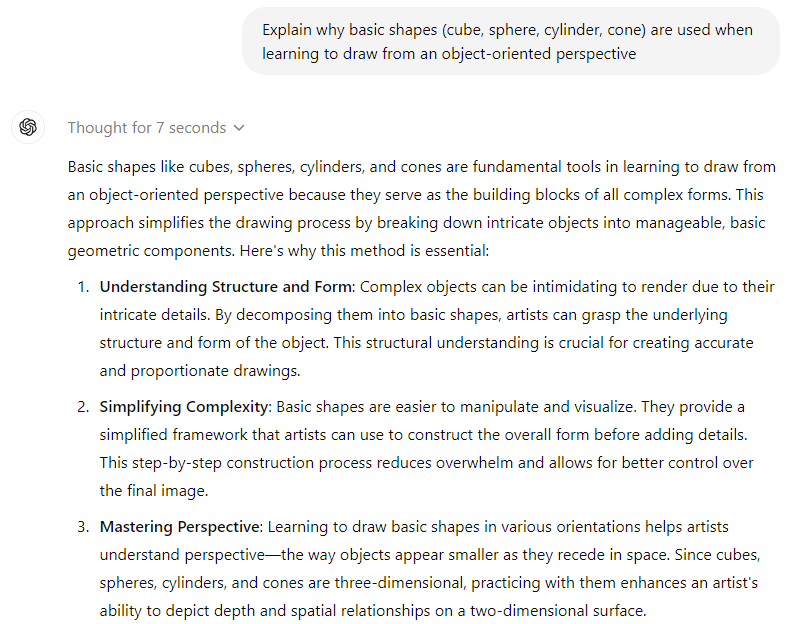 Explain why basic shapes (cube, sphere, cylinder, cone) are used when
learning to draw from an object-oriented perspective
Thought for 7 seconds
Basic shapes like cubes, spheres, cylinders, and cones are fundamental tools in learning to draw from
an object-oriented perspective because they serve as the building blocks of all complex forms. This
approach simplifies the drawing process by breaking down intricate objects into manageable, basic
geometric components. Here's why this method is essential:
1. Understanding Structure and Form: Complex objects can be intimidating to render due to their
intricate details. By decomposing them into basic shapes, artists can grasp the underlying
structure and form of the object. This structural understanding is crucial for creating accurate
and proportionate drawings.
2. Simplifying Complexity: Basic shapes are easier to manipulate and visualize. They provide a
simplified framework that artists can use to construct the overall form before adding details.
This step-by-step construction process reduces overwhelm and allows for better control over
the final image.
3. Mastering Perspective: Learning to draw basic shapes in various orientations helps artists
understand perspective—the way objects appear smaller as they recede in space. Since cubes,
spheres, cylinders, and cones are three-dimensional, practicing with them enhances an artist's
ability to depict depth and spatial relationships on a two-dimensional surface.